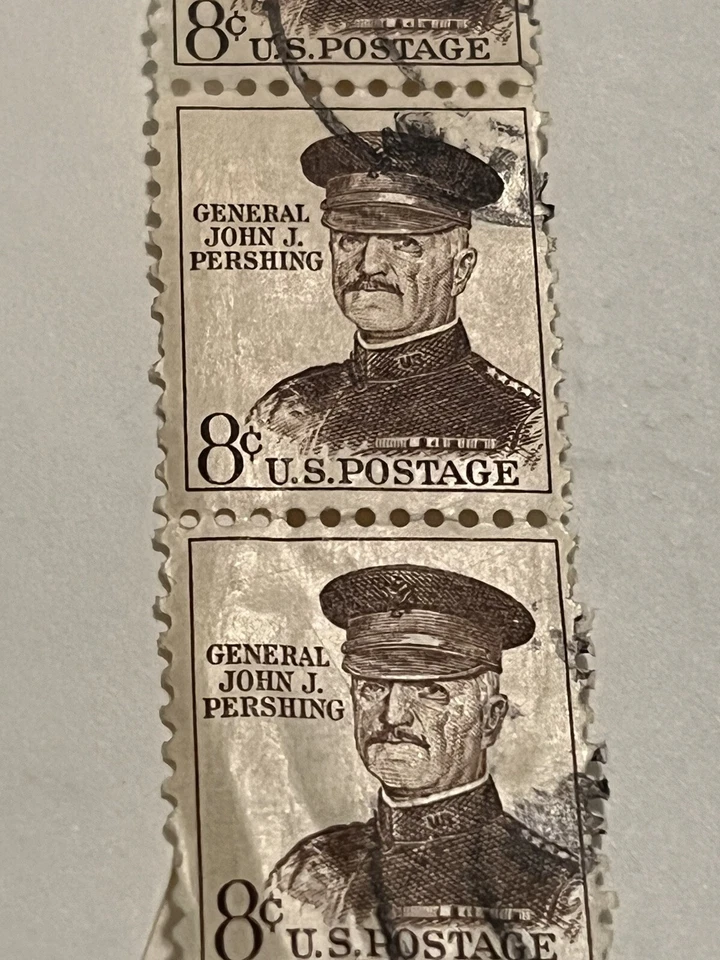 8¢ U.S.POSTAGE
GENERAL
JOHN J.
PERSHING
8¢ U.S.POSTAGE
GENERAL
JOHN J.
PERSHING
8¢ U.S.POSTAGE